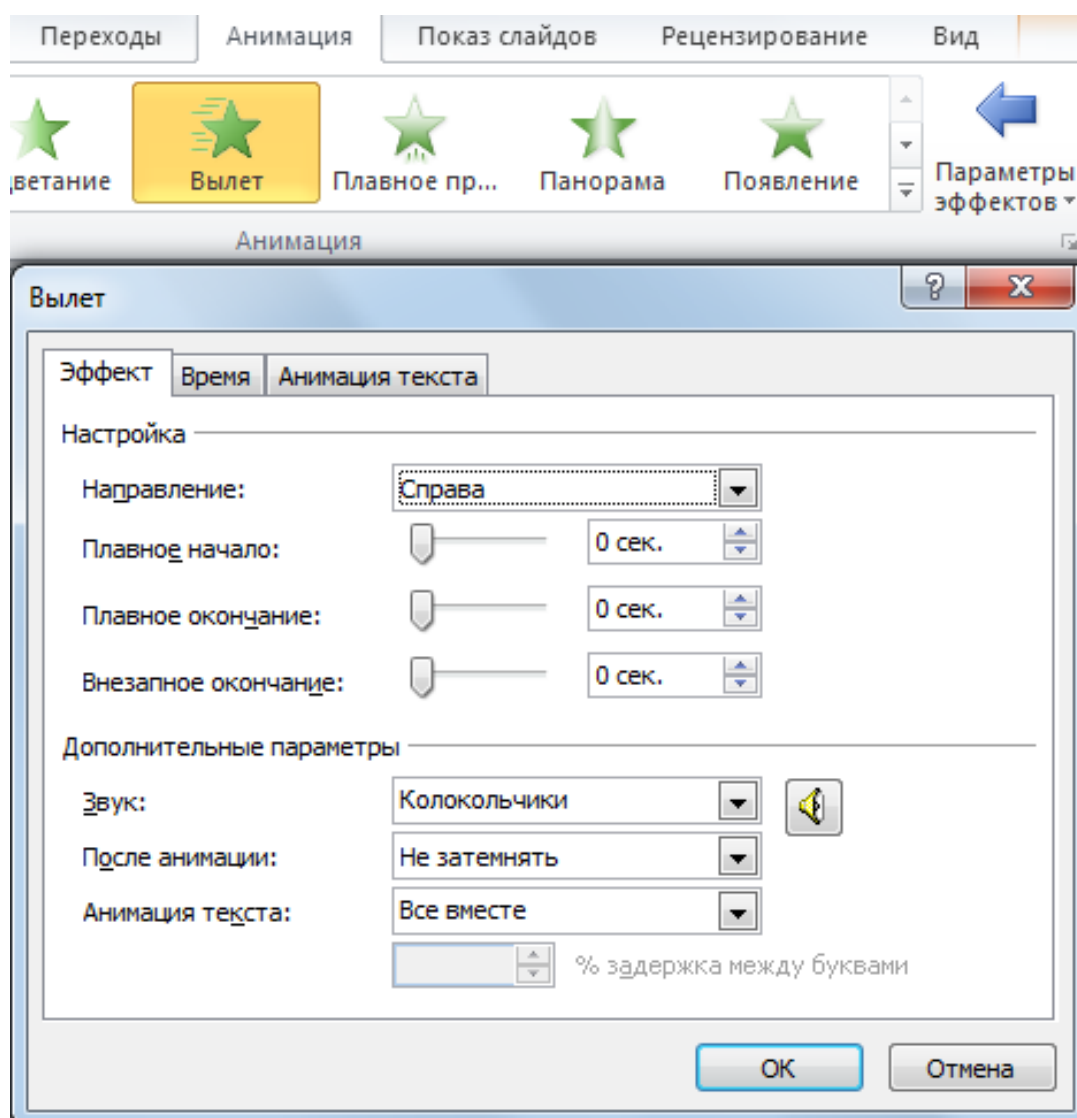 Переходы Анимация Показ слайдов Рецензирование Вид
ветание Вылет Плавное пр... Панорама Появление Параметры
эффектов
Анимация
Вылет
Эффект Время Анимация текста
Настройка
Направление: Справа
Плавное начало: 0 сек.
Плавное окончание: 0 сек.
Внезапное окончание: 0 сек.
Дополнительные параметры
Звук: Колокольчики
После анимации: Не затемнять
Анимация текста: Все вместе
% задержка между буквами
ОК Отмена